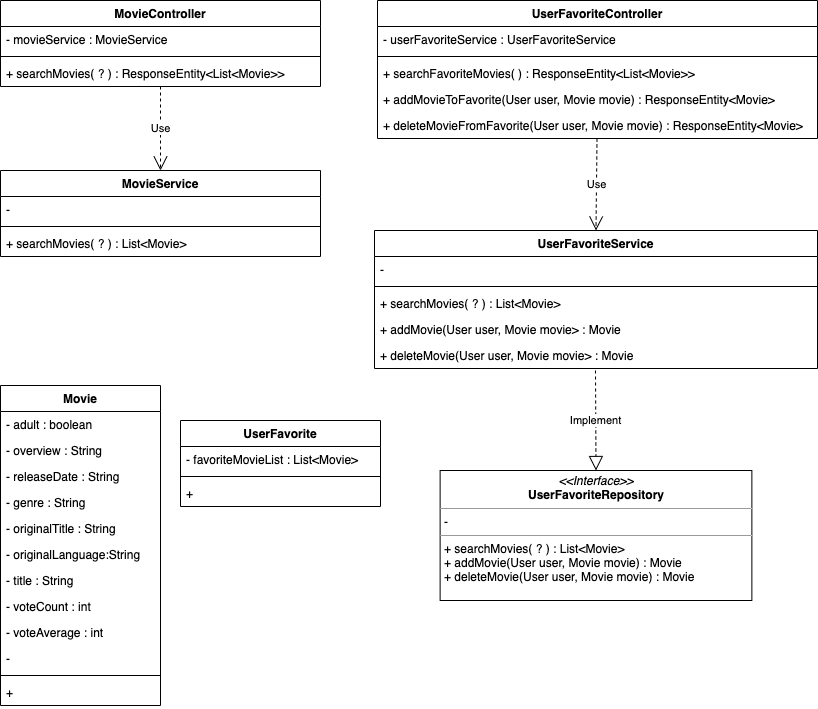 MovieController
- movieService : MovieService
+ searchMovies( ? ) : ResponseEntity<List<Movie>>
Use
MovieService
-
+ searchMovies( ? ) : List<Movie>
UserFavoriteController
- userFavoriteService : UserFavoriteService
+ searchFavoriteMovies( ) : ResponseEntity<List<Movie>>
+ addMovieToFavorite(User user, Movie movie) : ResponseEntity<Movie>
+ deleteMovieFromFavorite(User user, Movie movie) : ResponseEntity<Movie>
Use
UserFavoriteService
-
+ searchMovies( ? ) : List<Movie>
+ addMovie(User user, Movie movie> : Movie
+ deleteMovie(User user, Movie movie> : Movie
Implement
<<Interface>>
UserFavoriteRepository
-
+ searchMovies( ? ) : List<Movie>
+ addMovie(User user, Movie movie) : Movie
+ deleteMovie(User user, Movie movie) : Movie
Movie
- adult : boolean
- overview : String
- releaseDate : String
- genre : String
- originalTitle : String
- originalLanguage:String
- title : String
- voteCount : int
- voteAverage : int
-
+
UserFavorite
- favoriteMovieList : List<Movie>
+